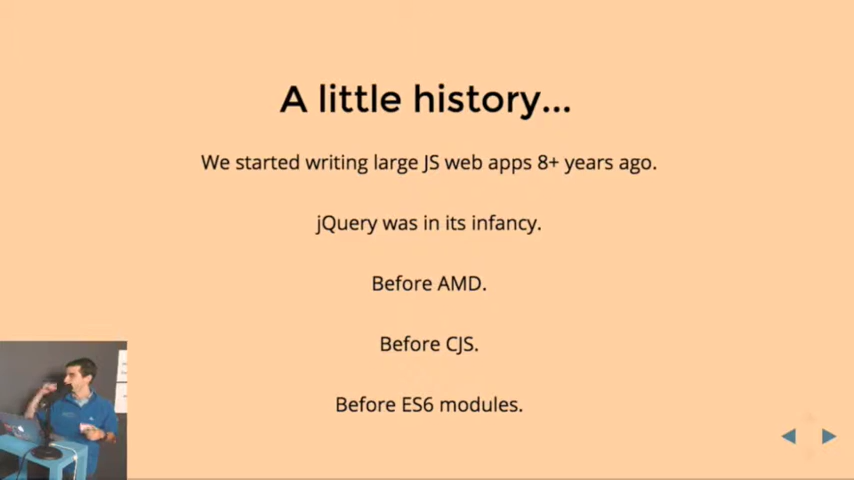 A little history...
We started writing large JS web apps 8+ years ago.
jQuery was in its infancy.
Before AMD.
Before CJS.
Before ES6 modules.